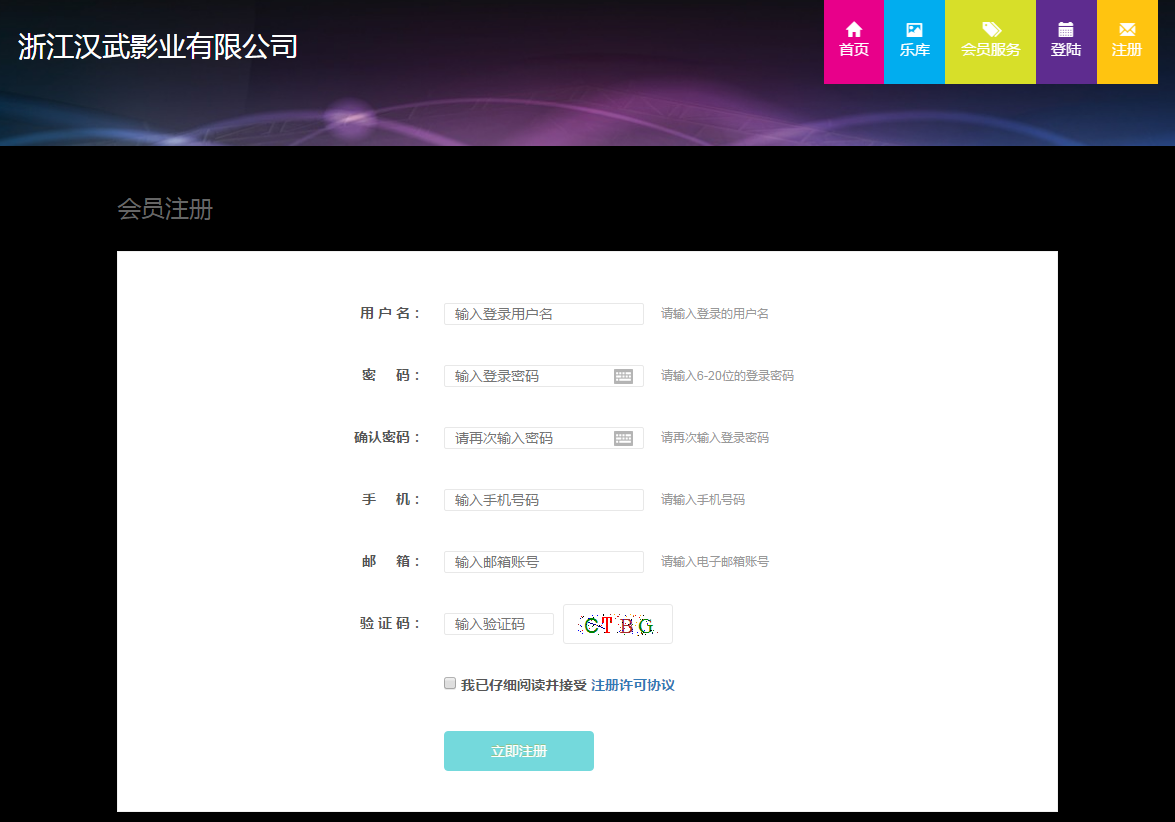 浙江汉武影业有限公司
首页 乐库 会员服务 登陆 注册
会员注册
用 户 名： 输入登录用户名 请输入登录的用户名
密 码： 输入登录密码 请输入6-20位的登录密码
确认密码： 请再次输入密码 请再次输入登录密码
手 机： 输入手机号码 请输入手机号码
邮 箱： 输入邮箱账号 请输入电子邮箱账号
验 证 码： 输入验证码 CTBG
我已仔细阅读并接受 注册许可协议
立即注册